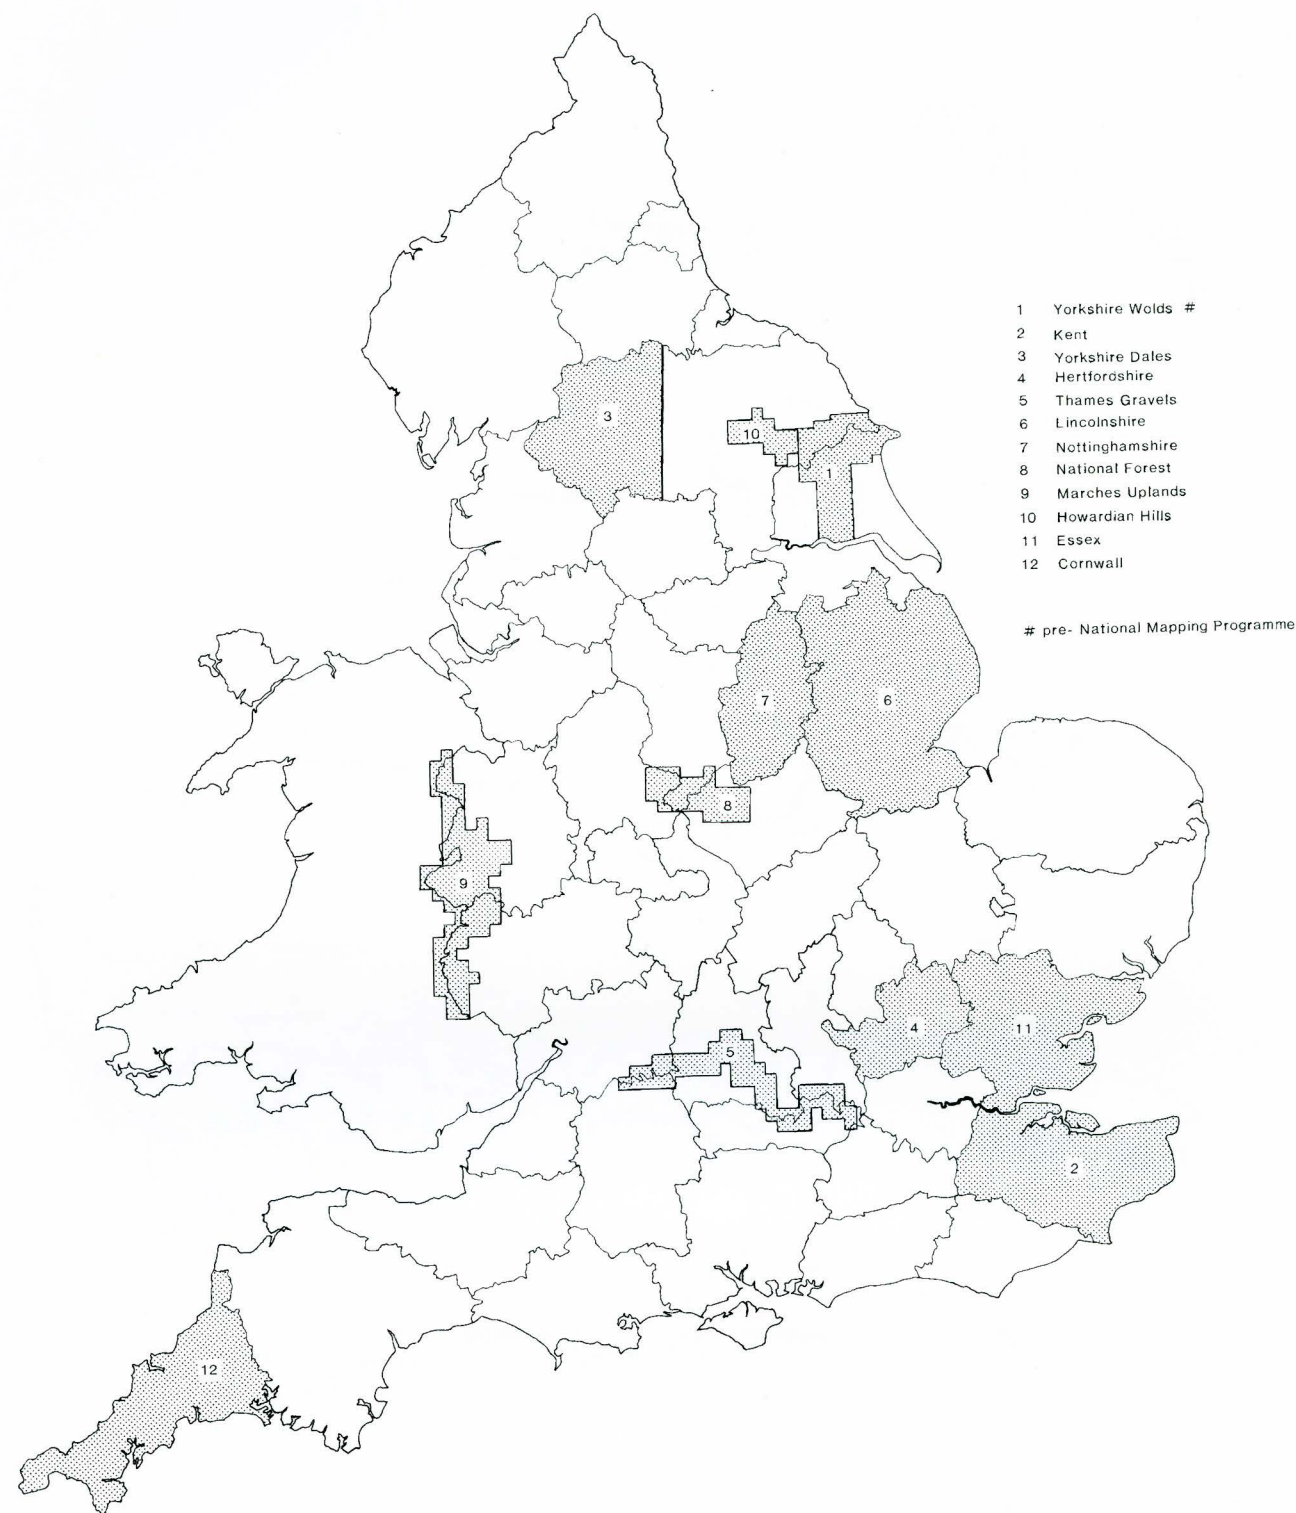 1 Yorkshire Wolds #
2 Kent
3 Yorkshire Dales
4 Hertfordshire
5 Thames Gravels
6 Lincolnshire
7 Nottinghamshire
8 National Forest
9 Marches Uplands
10 Howardian Hills
11 Essex
12 Cornwall
# pre- National Mapping Programme
3
10
1
7
6
8
9
4
11
5
2
12